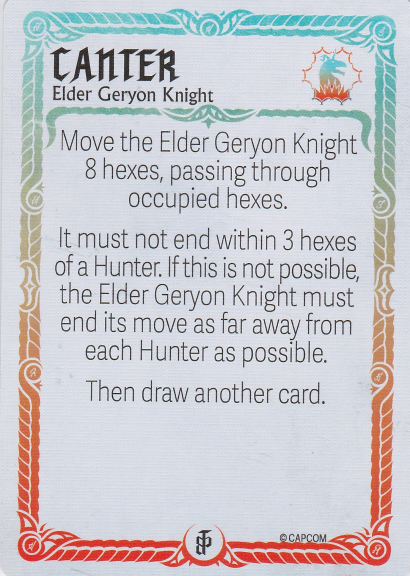 CANTER
Elder Geryon Knight
Move the Elder Geryon Knight
8 hexes, passing through
occupied hexes.
It must not end within 3 hexes
of a Hunter. If this is not possible,
the Elder Geryon Knight must
end its move as far away from
each Hunter as possible.
Then draw another card.
©CAPCOM